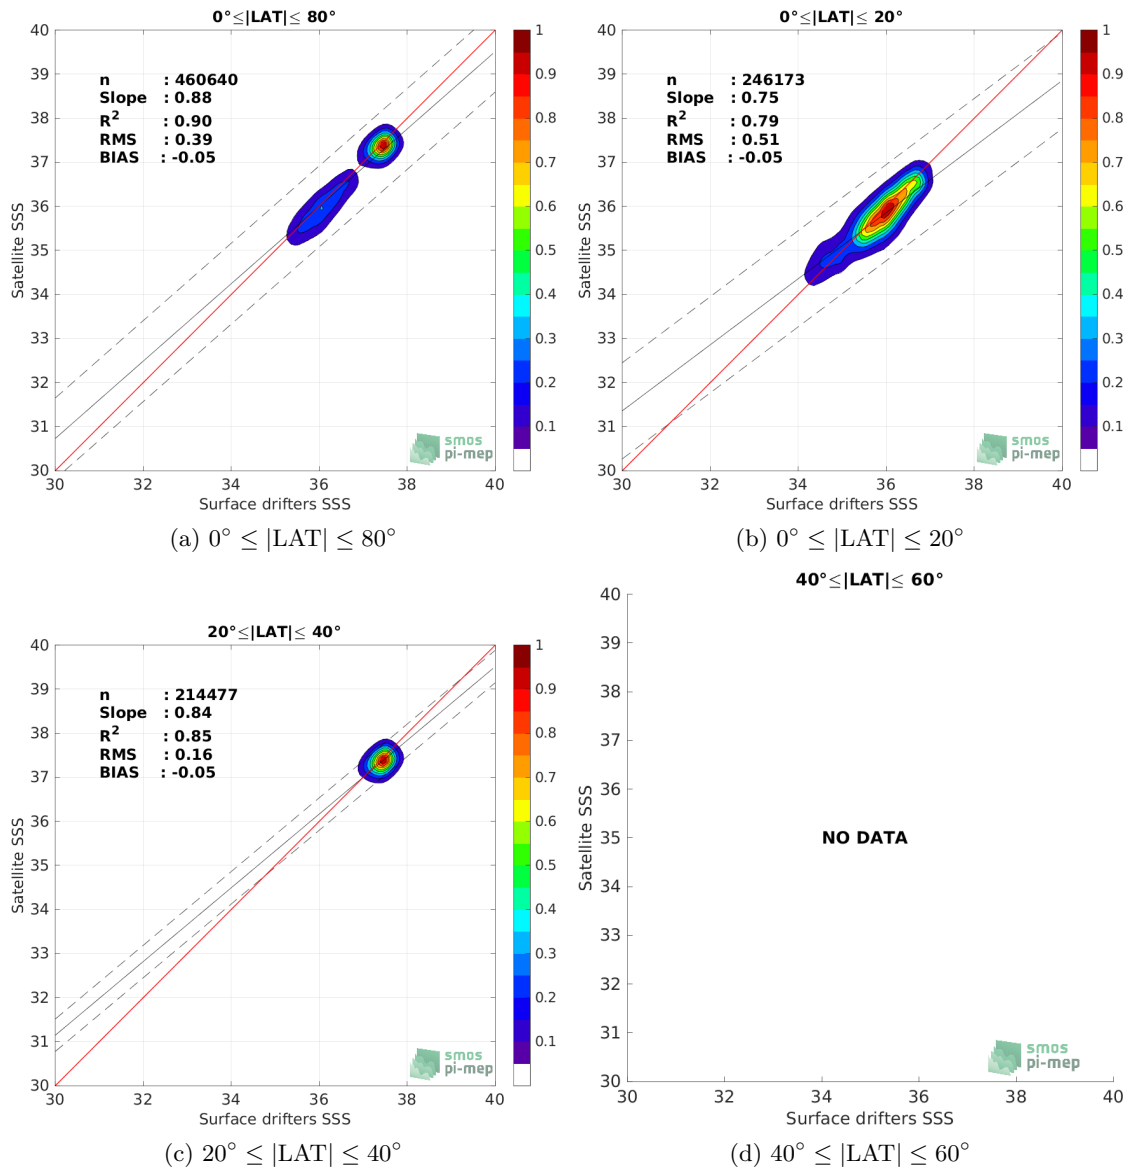 0°≤|LAT|≤ 80°
n : 460640
Slope : 0.88
R² : 0.90
RMS : 0.39
BIAS : -0.05
Satellite SSS
40
39
38
37
36
35
34
33
32
31
30
30 32 34 36 38 40
Surface drifters SSS
1
0.9
0.8
0.7
0.6
0.5
0.4
0.3
0.2
0.1
smos
pi-mep
(a) 0° ≤ |LAT| ≤ 80°
0°≤|LAT|≤ 20°
n : 246173
Slope : 0.75
R² : 0.79
RMS : 0.51
BIAS : -0.05
Satellite SSS
40
39
38
37
36
35
34
33
32
31
30
30 32 34 36 38 40
Surface drifters SSS
1
0.9
0.8
0.7
0.6
0.5
0.4
0.3
0.2
0.1
smos
pi-mep
(b) 0° ≤ |LAT| ≤ 20°
20°≤|LAT|≤ 40°
n : 214477
Slope : 0.84
R² : 0.85
RMS : 0.16
BIAS : -0.05
Satellite SSS
40
39
38
37
36
35
34
33
32
31
30
30 32 34 36 38 40
Surface drifters SSS
1
0.9
0.8
0.7
0.6
0.5
0.4
0.3
0.2
0.1
smos
pi-mep
(c) 20° ≤ |LAT| ≤ 40°
40°≤|LAT|≤ 60°
NO DATA
Satellite SSS
40
39
38
37
36
35
34
33
32
31
30
30 32 34 36 38 40
Surface drifters SSS
smos
pi-mep
(d) 40° ≤ |LAT| ≤ 60°